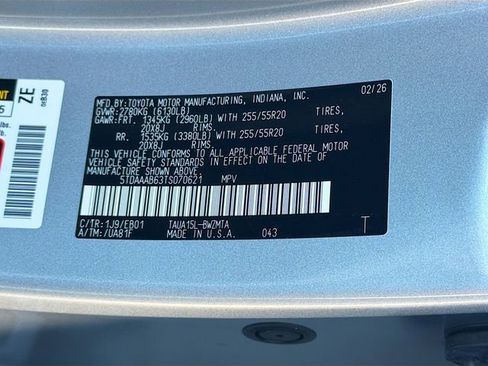 MFD.BY:TOYOTA MOTOR MANUFACTURING, INDIANA, INC.
02/26
GVWR:2780KG (6130LB)
GAWR:FRT. 1345KG (2960LB) WITH 255/55R20 TIRES,
20X8J RIMS
RR. 1535KG (3380LB) WITH 255/55R20 TIRES,
20X8J RIMS
THIS VEHICLE CONFORMS TO ALL APPLICABLE FEDERAL MOTOR
VEHICLE SAFETY STANDARDS IN EFFECT ON THE DATE OF
MANUFACTURE SHOWN ABOVE.
5TDAAAB63TS070621 MPV
C/TR:1J9/EB01 TAUA15L-BWZMTA
A/TM:/UA81F MADE IN U.S.A. 043
T
ZE